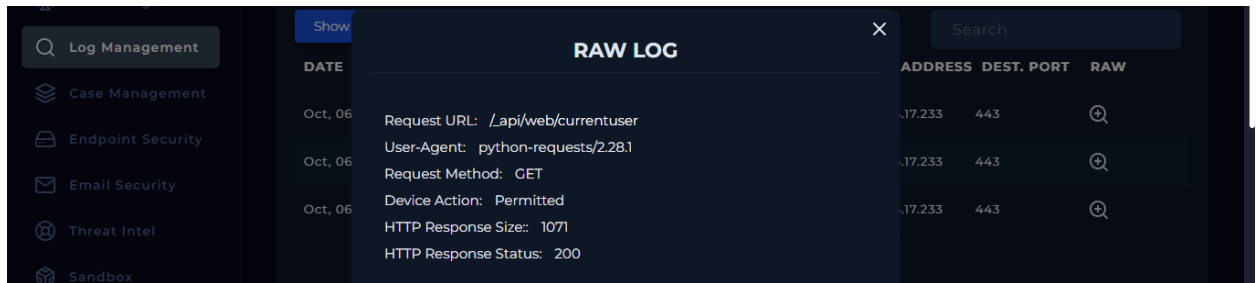 Log Management
Case Management
Endpoint Security
Email Security
Threat Intel
Sandbox
Show
Search
RAW LOG
DATE
ADDRESS DEST. PORT RAW
Oct, 06
.17.233 443
Oct, 06
.17.233 443
Oct, 06
.17.233 443
Request URL: /_api/web/currentuser
User-Agent: python-requests/2.28.1
Request Method: GET
Device Action: Permitted
HTTP Response Size:: 1071
HTTP Response Status: 200